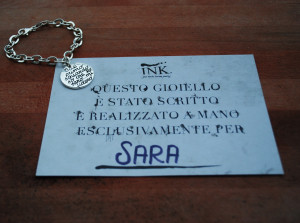 INK.
QUESTO GIOIELLO
È STATO SCRITTO
E REALIZZATO A MANO
ESCLUSIVAMENTE PER
SARA